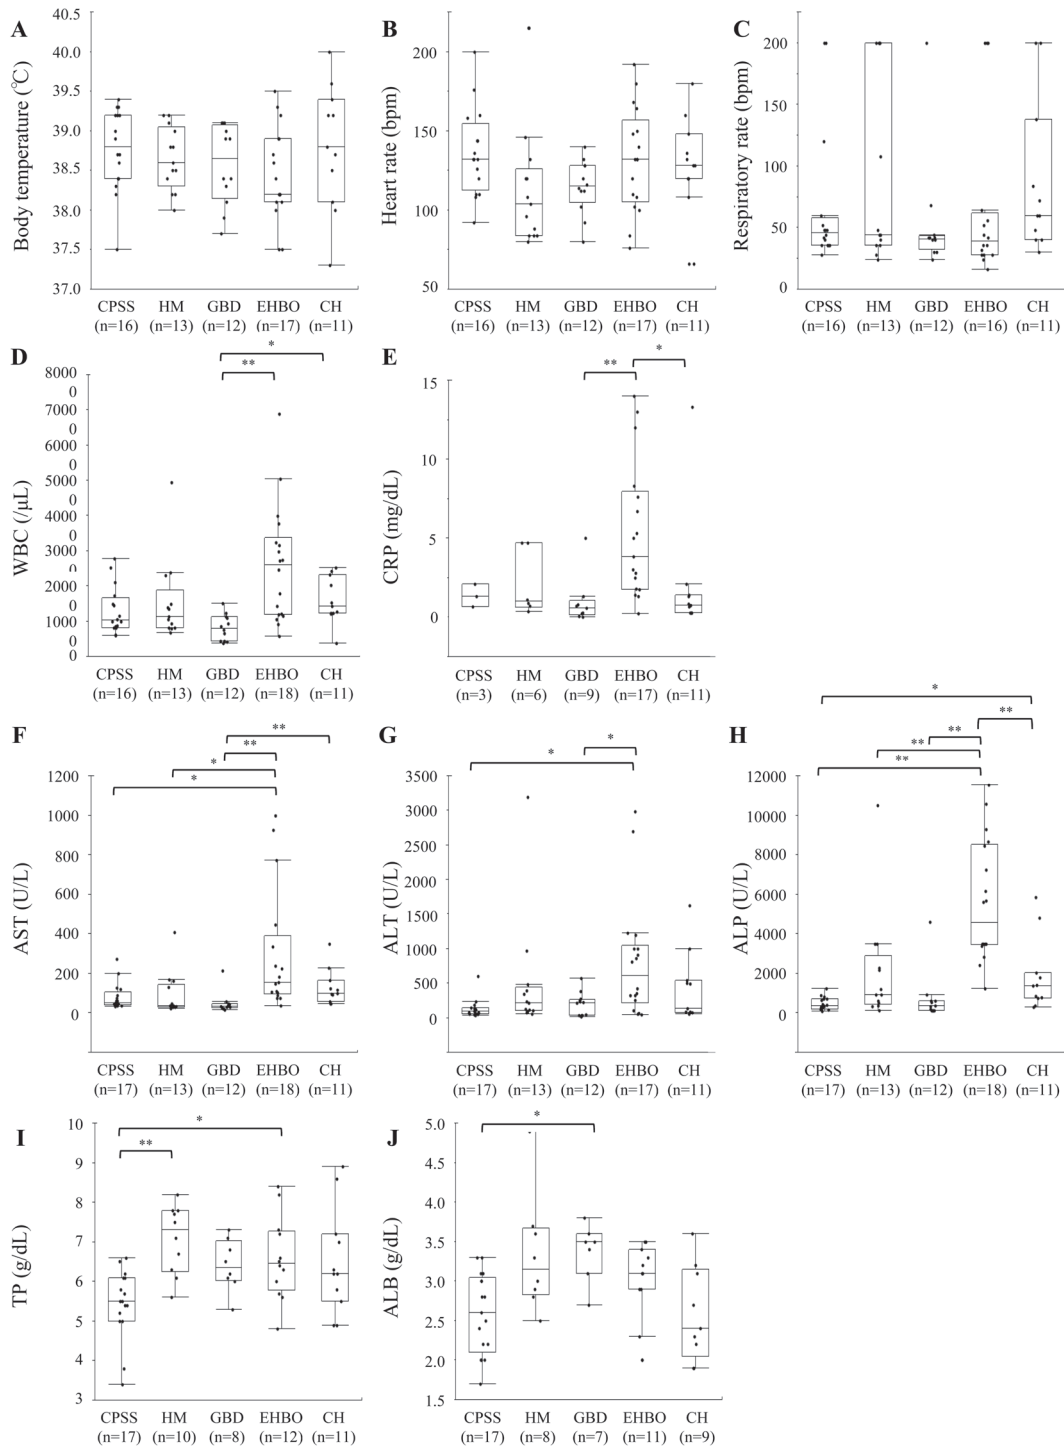 A
Body temperature (℃)
40.5
40.0
39.5
39.0
38.5
38.0
37.5
37.0
CPSS HM GBD EHBO CH
(n=16) (n=13) (n=12) (n=17) (n=11)
B
Heart rate (bpm)
200
150
100
50
CPSS HM GBD EHBO CH
(n=16) (n=13) (n=12) (n=17) (n=11)
C
Respiratory rate (bpm)
200
150
100
50
0
CPSS HM GBD EHBO CH
(n=16) (n=13) (n=12) (n=16) (n=11)
D
WBC (/μL)
8000
0
7000
0
6000
0
5000
0
4000
0
3000
0
2000
0
1000
0
0
*
**
CPSS HM GBD EHBO CH
(n=16) (n=13) (n=12) (n=18) (n=11)
E
CRP (mg/dL)
15
10
5
0
** *
CPSS HM GBD EHBO CH
(n=3) (n=6) (n=9) (n=17) (n=11)
F
AST (U/L)
1200
1000
800
600
400
200
0
**
**
*
*
CPSS HM GBD EHBO CH
(n=17) (n=13) (n=12) (n=18) (n=11)
G
ALT (U/L)
3500
3000
2500
2000
1500
1000
500
0
*
*
CPSS HM GBD EHBO CH
(n=17) (n=13) (n=12) (n=17) (n=11)
H
ALP (U/L)
12000
10000
8000
6000
4000
2000
0
*
**
**
**
**
CPSS HM GBD EHBO CH
(n=17) (n=13) (n=12) (n=18) (n=11)
I
TP (g/dL)
10
9
8
7
6
5
4
3
*
**
CPSS HM GBD EHBO CH
(n=17) (n=10) (n=8) (n=12) (n=11)
J
ALB (g/dL)
5.0
4.5
4.0
3.5
3.0
2.5
2.0
1.5
*
CPSS HM GBD EHBO CH
(n=17) (n=8) (n=7) (n=11) (n=9)